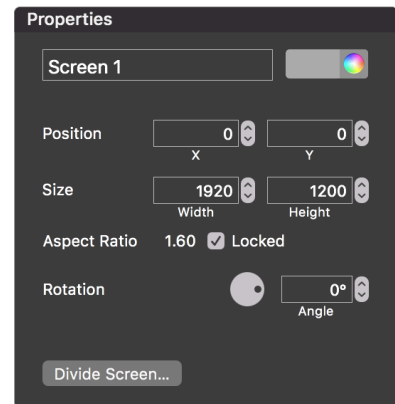 Properties
Screen 1
Position 0 0
X Y
Size 1920 1200
Width Height
Aspect Ratio 1.60 Locked
Rotation 0°
Angle
Divide Screen...